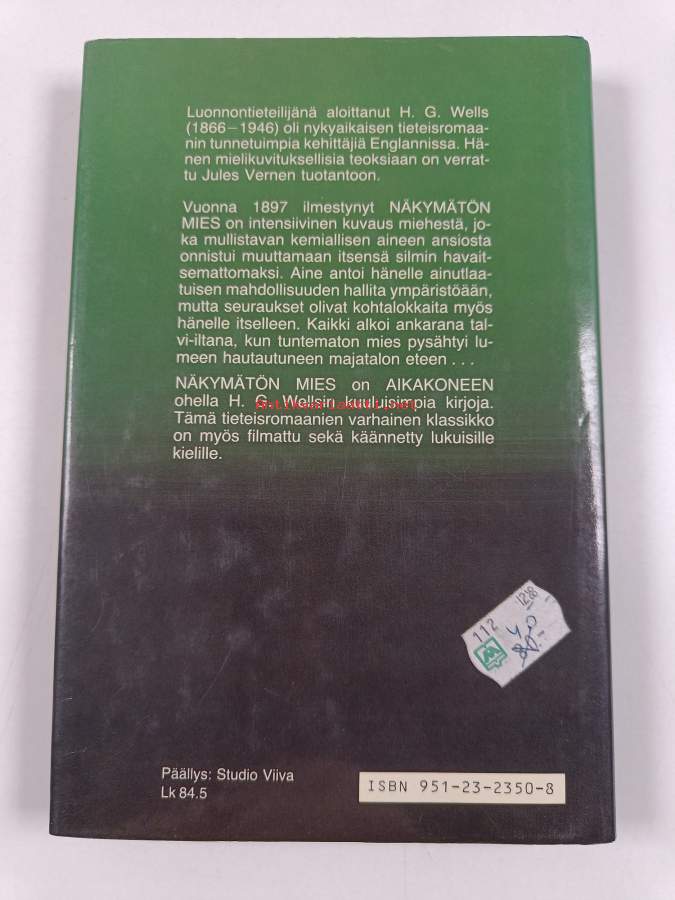 Luonnontieteilijänä aloittanut H. G. Wells
(1866–1946) oli nykyaikaisen tieteisromaa-
nin tunnetuimpia kehittäjiä Englannissa. Hä-
nen mielikuvituksellisia teoksiaan on verrat-
tu Jules Vernen tuotantoon.
Vuonna 1897 ilmestynyt NÄKYMÄTÖN
MIES on intensiivinen kuvaus miehestä, jo-
ka mullistavan kemiallisen aineen ansiosta
onnistui muuttamaan itsensä silmin havait-
semattomaksi. Aine antoi hänelle ainutlaa-
tuisen mahdollisuuden hallita ympäristöään,
mutta seuraukset olivat kohtalokkaita myös
hänelle itselleen. Kaikki alkoi ankarana tal-
vi-iltana, kun tuntematon mies pysähtyi lu-
meen hautautuneen majatalon eteen . . .
NÄKYMÄTÖN MIES on AIKAKONEEN
ohella H. G. Wellsin kuuluisimpia kirjoja.
Tämä tieteisromaanien varhainen klassikko
on myös filmattu sekä käännetty lukuisille
kielille.
112
Päällys: Studio Viiva
Lk 84.5
ISBN 951-23-2350-8